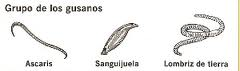 Grupo de los gusanos
Ascaris
Sanguijuela
Lombriz de tierra